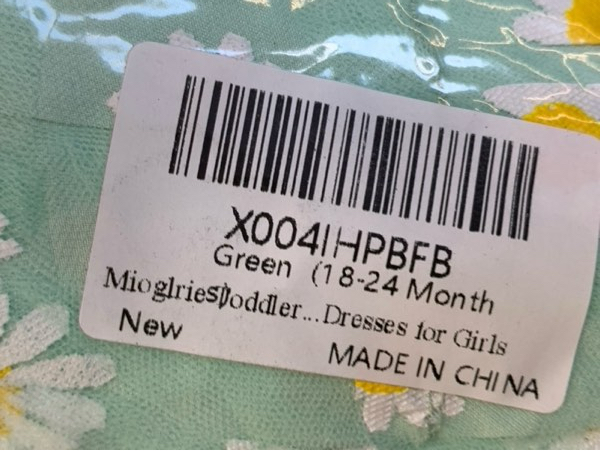 X004IHPBFB
Green (18-24 Month
Mioglries Toddler...Dresses for Girls
New
MADE IN CHINA